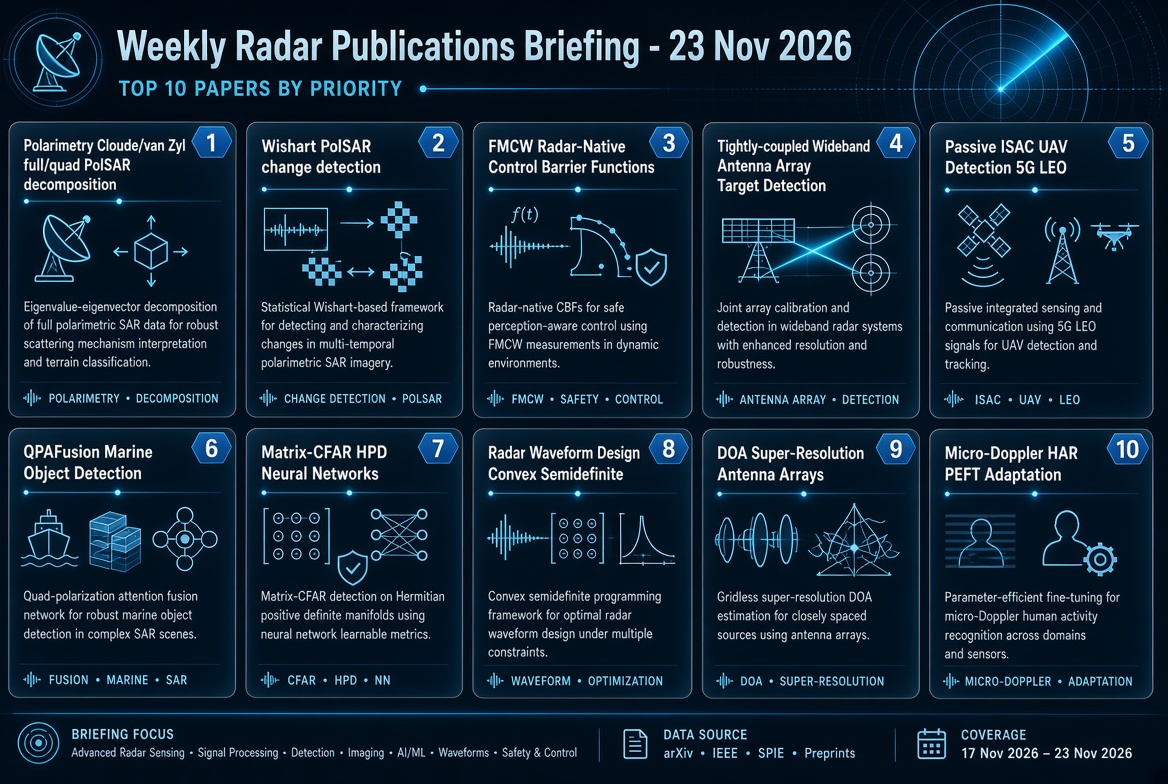 Weekly Radar Publications Briefing - 23 Nov 2026
TOP 10 PAPERS BY PRIORITY
1
Polarimetry Cloude/van Zyl
full/quad PolSAR
decomposition
Eigenvalue-eigenvector decomposition
of full polarimetric SAR data for robust
scattering mechanism interpretation
and terrain classification.
POLARIMETRY • DECOMPOSITION
2
Wishart PolSAR
change detection
Statistical Wishart-based framework
for detecting and characterizing
changes in multi-temporal
polarimetric SAR imagery.
CHANGE DETECTION • POLSAR
3
FMCW Radar-Native
Control Barrier Functions
f(t)
Radar-native CBFs for safe
perception-aware control using
FMCW measurements in dynamic
environments.
FMCW • SAFETY • CONTROL
4
Tightly-coupled Wideband
Antenna Array
Target Detection
Joint array calibration and
detection in wideband radar systems
with enhanced resolution and
robustness.
ANTENNA ARRAY • DETECTION
5
Passive ISAC UAV
Detection 5G LEO
Passive integrated sensing and
communication using 5G LEO
signals for UAV detection and
tracking.
ISAC • UAV • LEO
6
QPAFusion Marine
Object Detection
Quad-polarization attention fusion
network for robust marine object
detection in complex SAR scenes.
FUSION • MARINE • SAR
7
Matrix-CFAR HPD
Neural Networks
Matrix-CFAR detection on Hermitian
positive definite manifolds using
neural network learnable metrics.
CFAR • HPD • NN
8
Radar Waveform Design
Convex Semidefinite
Convex semidefinite programming
framework for optimal radar
waveform design under multiple
constraints.
WAVEFORM • OPTIMIZATION
9
DOA Super-Resolution
Antenna Arrays
Gridless super-resolution DOA
estimation for closely spaced
sources using antenna arrays.
DOA • SUPER-RESOLUTION
10
Micro-Doppler HAR
PEFT Adaptation
Parameter-efficient fine-tuning for
micro-Doppler human activity
recognition across domains
and sensors.
MICRO-DOPPLER • ADAPTATION
BRIEFING FOCUS
Advanced Radar Sensing • Signal Processing • Detection • Imaging • AI/ML • Waveforms • Safety & Control
DATA SOURCE
arXiv • IEEE • SPIE • Preprints
COVERAGE
17 Nov 2026 – 23 Nov 2026